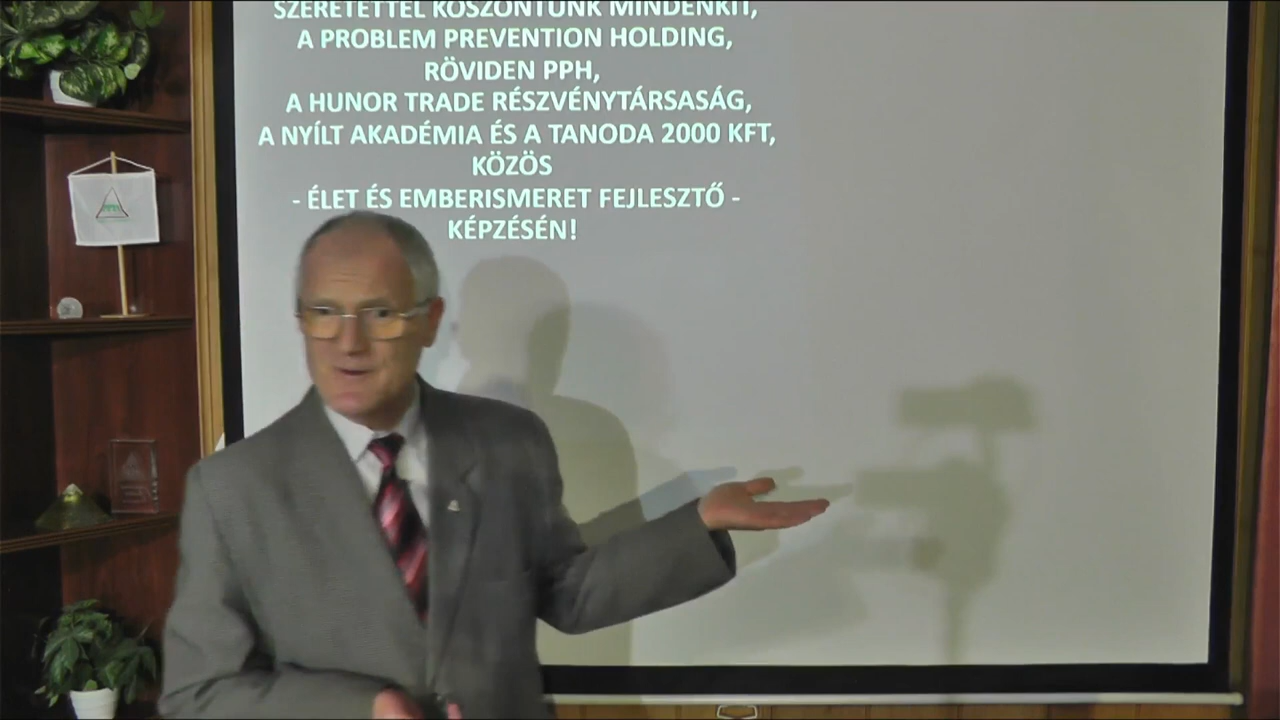 SZERETETTEL KÖSZÖNTÜNK MINDENKIT,
A PROBLEM PREVENTION HOLDING,
RÖVIDEN PPH,
A HUNOR TRADE RÉSZVÉNYTÁRSASÁG,
A NYÍLT AKADÉMIA ÉS A TANODA 2000 KFT,
KÖZÖS
- ÉLET ÉS EMBERISMERET FEJLESZTŐ -
KÉPZÉSÉN!